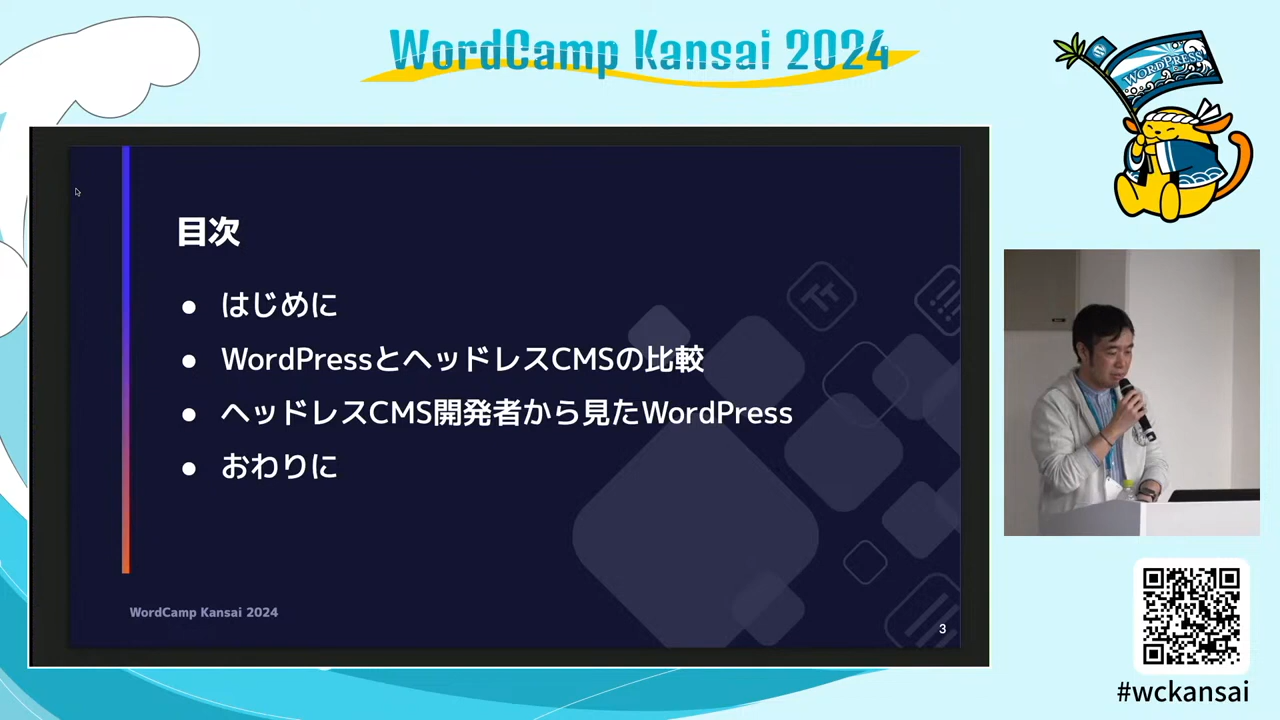 WordCamp Kansai 2024
WORDPRESS
目次
はじめに
WordPressとヘッドレスCMSの比較
ヘッドレスCMS開発者から見たWordPress
おわりに
WordCamp Kansai 2024
3
#wckansai